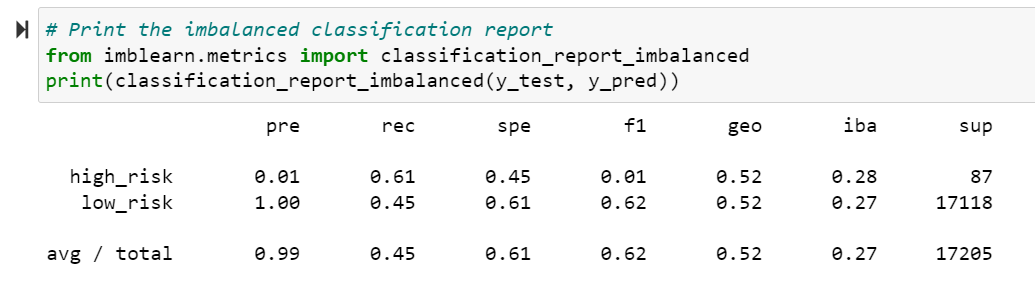 # Print the imbalanced classification report
from imblearn.metrics import classification_report_imbalanced
print(classification_report_imbalanced(y_test, y_pred))
pre rec spe f1 geo iba sup
high_risk 0.01 0.61 0.45 0.01 0.52 0.28 87
low_risk 1.00 0.45 0.61 0.62 0.52 0.27 17118
avg / total 0.99 0.45 0.61 0.62 0.52 0.27 17205